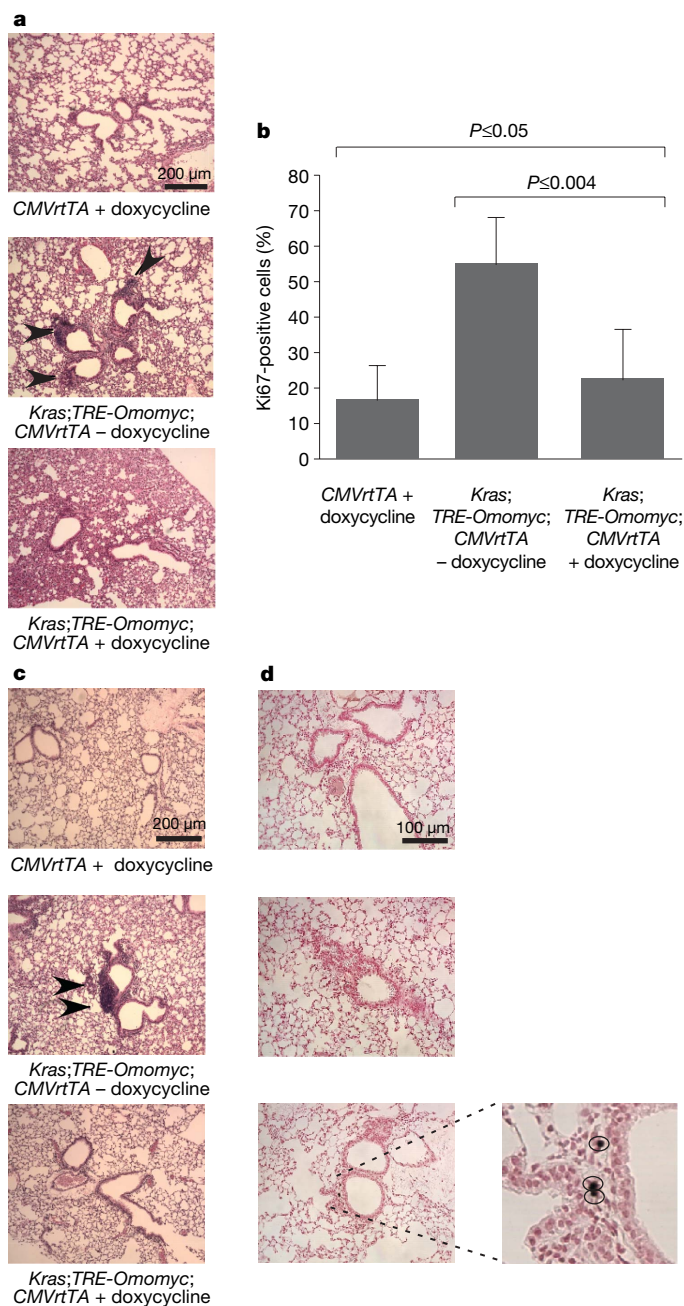 a
200 µm
CMVrtTA + doxycycline
Kras;TRE-Omomyc;
CMVrtTA – doxycycline
Kras;TRE-Omomyc;
CMVrtTA + doxycycline
b
P≤0.05
P≤0.004
Ki67-positive cells (%)
80
70
60
50
40
30
20
10
0
CMVrtTA +
doxycycline
Kras;
TRE-Omomyc;
CMVrtTA
– doxycycline
Kras;
TRE-Omomyc;
CMVrtTA
+ doxycycline
c
200 µm
CMVrtTA + doxycycline
Kras;TRE-Omomyc;
CMVrtTA – doxycycline
Kras;TRE-Omomyc;
CMVrtTA + doxycycline
d
100 µm